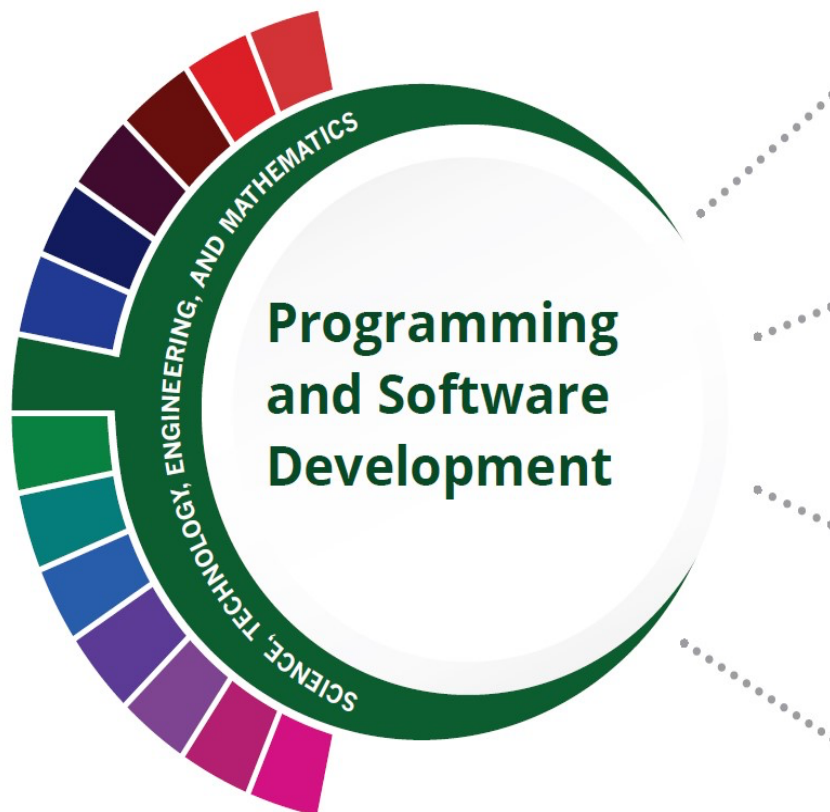 SCIENCE, TECHNOLOGY, ENGINEERING, AND MATHEMATICS
Programming
and Software
Development